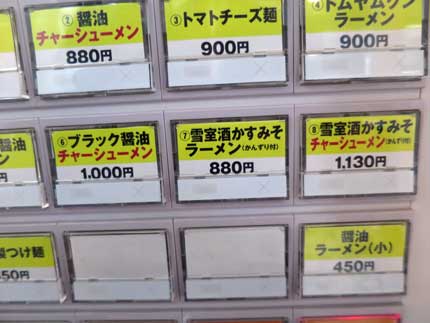 ② 醤油
チャーシューメン
880円
③ トマトチーズ麺
900円
④ トムヤムクン
ラーメン
900円
⑥ ブラック醤油
チャーシューメン
1,000円
⑦ 雪室酒かすみそ
ラーメン(かんずり付)
880円
⑧ 雪室酒かすみそ
チャーシューメン(かんずり付)
1,130円
つけ麺
50円
醤油
ラーメン(小)
450円